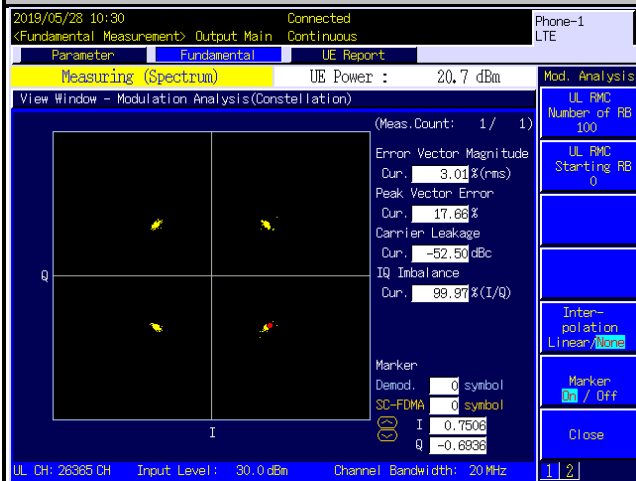 2019/05/28 10:30 Connected Phone-1
<Fundamental Measurement> Output Main Continuous LTE
Parameter Fundamental UE Report
Measuring (Spectrum) UE Power : 20.7 dBm Mod. Analysis
View Window - Modulation Analysis(Constellation)
UL RMC
Number of RB
100
(Meas.Count: 1/ 1)
Error Vector Magnitude
Cur. 3.01 %(rms)
Peak Vector Error
Cur. 17.66 %
Carrier Leakage
Cur. -52.50 dBc
IQ Imbalance
Cur. 99.97 %(I/Q)
UL RMC
Starting RB
0
Q
I
Marker
Demod. 0 symbol
SC-FDMA 0 symbol
I 0.7506
Q -0.6936
Inter-
polation
Linear/None
Marker
On / Off
Close
UL CH: 26365 CH Input Level: 30.0 dBm Channel Bandwidth: 20 MHz 1 2